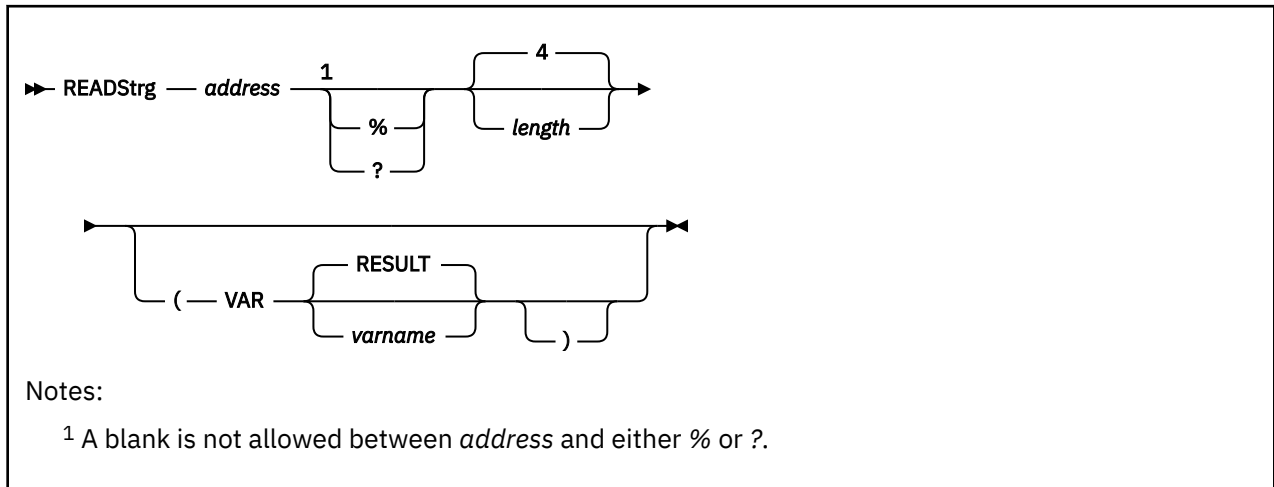 4
1
READStrg address
%
length
?
RESULT
( VAR
varname
)
Notes:
1 A blank is not allowed between address and either % or ?.